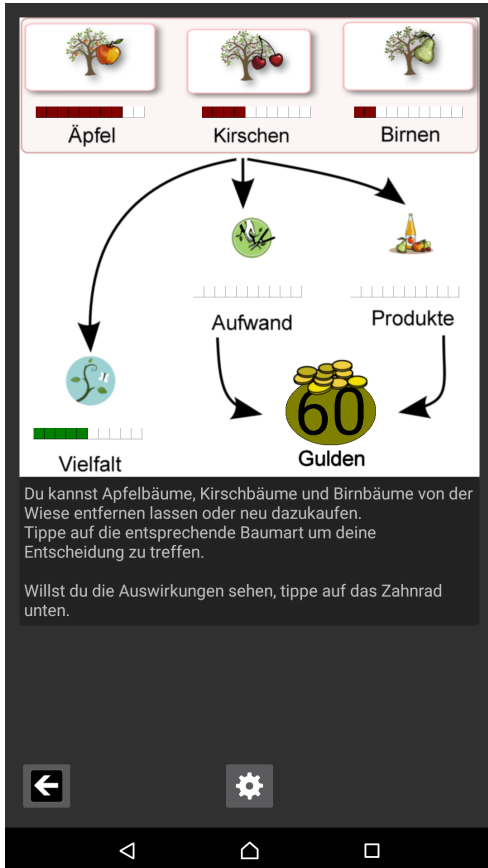 Äpfel
Kirschen
Birnen
Aufwand
Produkte
60
Vielfalt
Gulden
Du kannst Apfelbäume, Kirschbäume und Birnbäume von der
Wiese entfernen lassen oder neu dazukaufen.
Tippe auf die entsprechende Baumart um deine
Entscheidung zu treffen.
Willst du die Auswirkungen sehen, tippe auf das Zahnrad
unten.